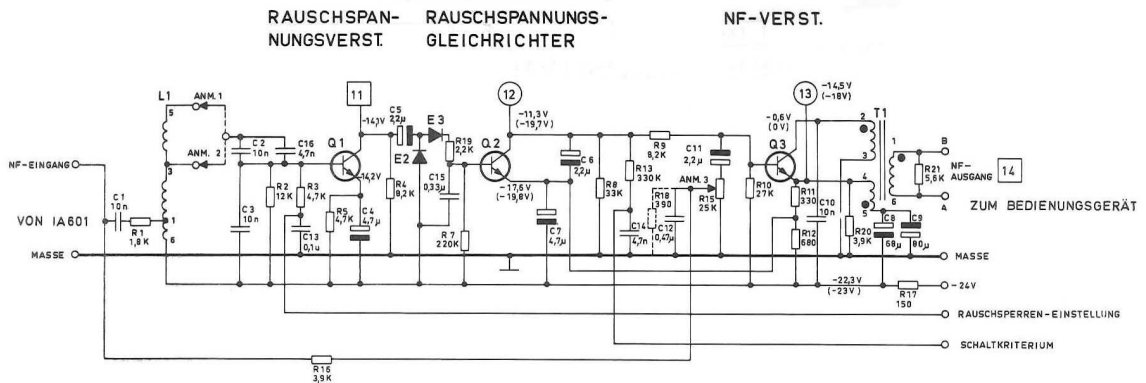 RAUSCHSPAN-
NUNGSVERST.
RAUSCHSPANNUNGS-
GLEICHRICHTER
NF-VERST.
L1
5
ANM. 1
ANM. 2
3
1
6
C2
10n
C16
4,7n
11
-14,1V
Q1
-14,2V
C5
2,2µ
E3
E2
R19
2,2K
C15
0,33µ
12
-11,3V
(-19,7V)
Q2
-17,6V
(-19,8V)
C6
2,2µ
R9
8,2K
R13
330K
C11
2,2µ
ANM. 3
R15
25K
R18
390
C12
0,47µ
13
-14,5V
(-18V)
-0,6V
(0V)
Q3
T1
2
3
4
5
1
6
B
A
R21
5,6K
NF-
AUSGANG
14
ZUM BEDIENUNGSGERÄT
NF-EINGANG
VON IA601
C1
10n
R1
1,8K
MASSE
C3
10n
R2
12K
R3
4,7K
C13
0,1u
R5
4,7K
C4
4,7µ
R4
8,2K
R7
220K
C7
4,7µ
R8
33K
C14
4,7n
R10
27K
R11
330
R12
680
C10
10n
R20
3,9K
C8
68µ
C9
80µ
MASSE
-22,3V
(-23V)
R17
150
-24V
RAUSCHSPERREN-EINSTELLUNG
SCHALTKRITERIUM
R16
3,9K